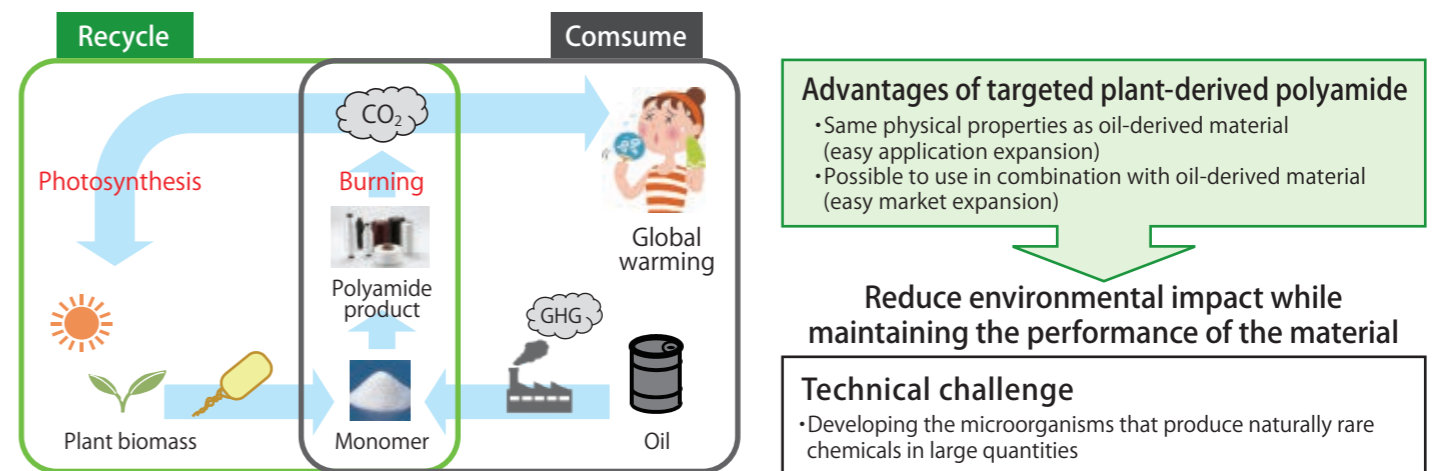 Recycle
Comsume
CO₂
Photosynthesis
Burning
Global
warming
Polyamide
product
GHG
Plant biomass
Monomer
Oil
Advantages of targeted plant-derived polyamide
・Same physical properties as oil-derived material
(easy application expansion)
・Possible to use in combination with oil-derived material
(easy market expansion)
Reduce environmental impact while
maintaining the performance of the material
Technical challenge
・Developing the microorganisms that produce naturally rare
chemicals in large quantities